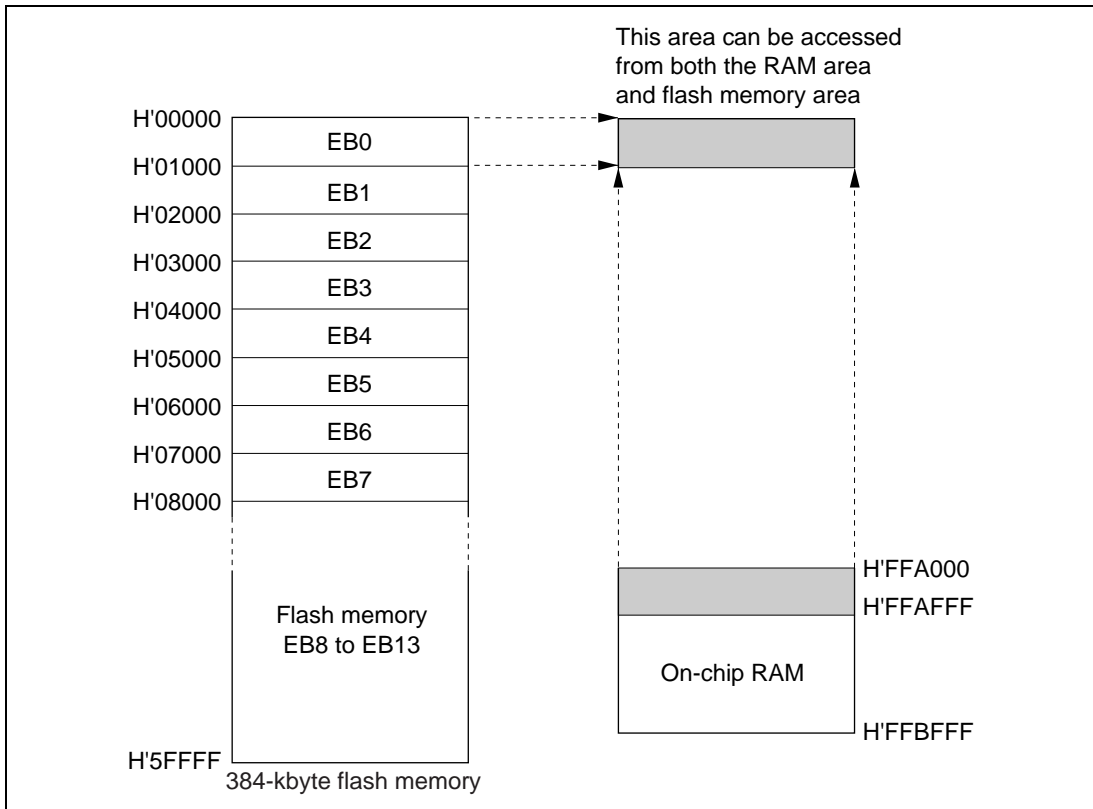 This area can be accessed
from both the RAM area
and flash memory area
H'00000
EB0
H'01000
EB1
H'02000
EB2
H'03000
EB3
H'04000
EB4
H'05000
EB5
H'06000
EB6
H'07000
EB7
H'08000
H'FFA000
H'FFAFFF
Flash memory
EB8 to EB13
On-chip RAM
H'FFBFFF
H'5FFFF
384-kbyte flash memory